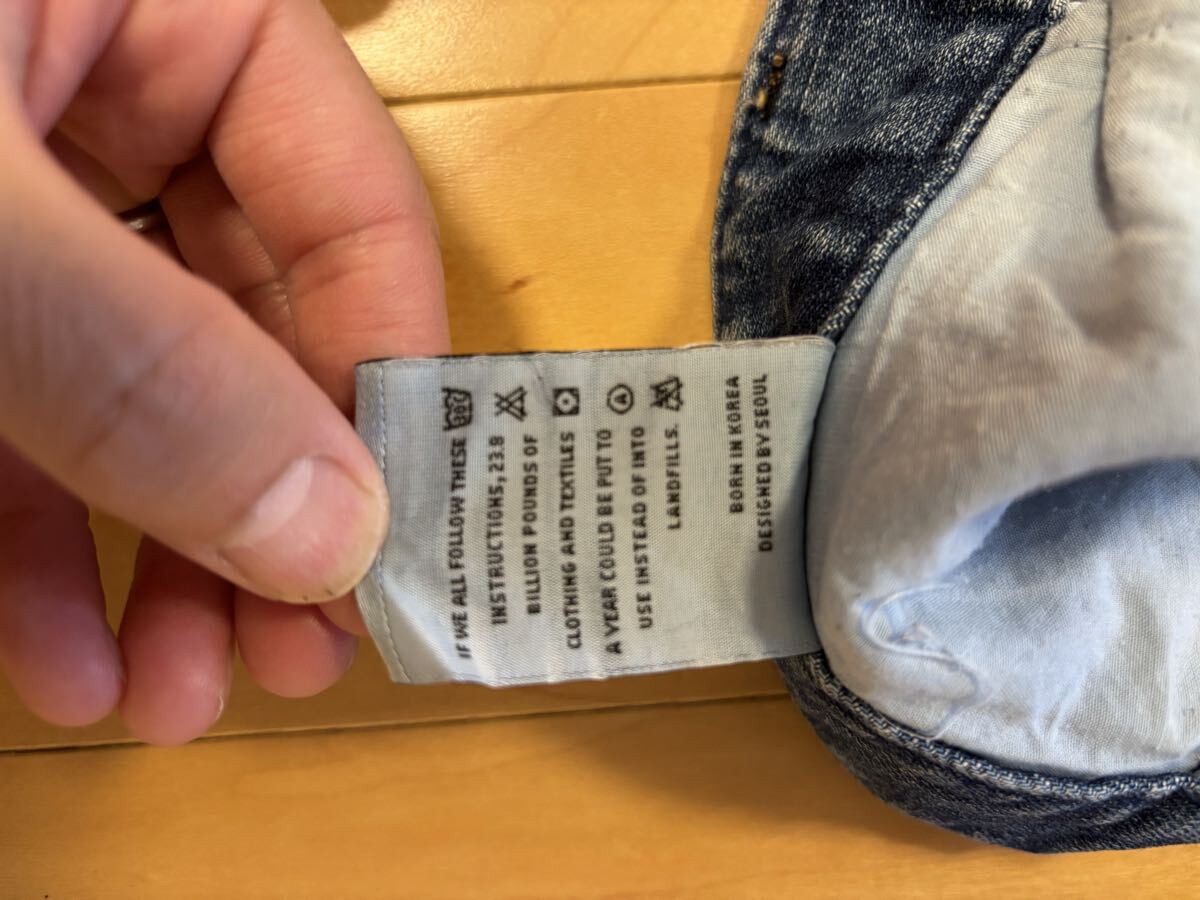 IF WE ALL FOLLOW THESE
INSTRUCTIONS, 23.8
BILLION POUNDS OF
CLOTHING AND TEXTILES
A YEAR COULD BE PUT TO
USE INSTEAD OF INTO
LANDFILLS.
BORN IN KOREA
DESIGNED BY SEOUL
30°
A